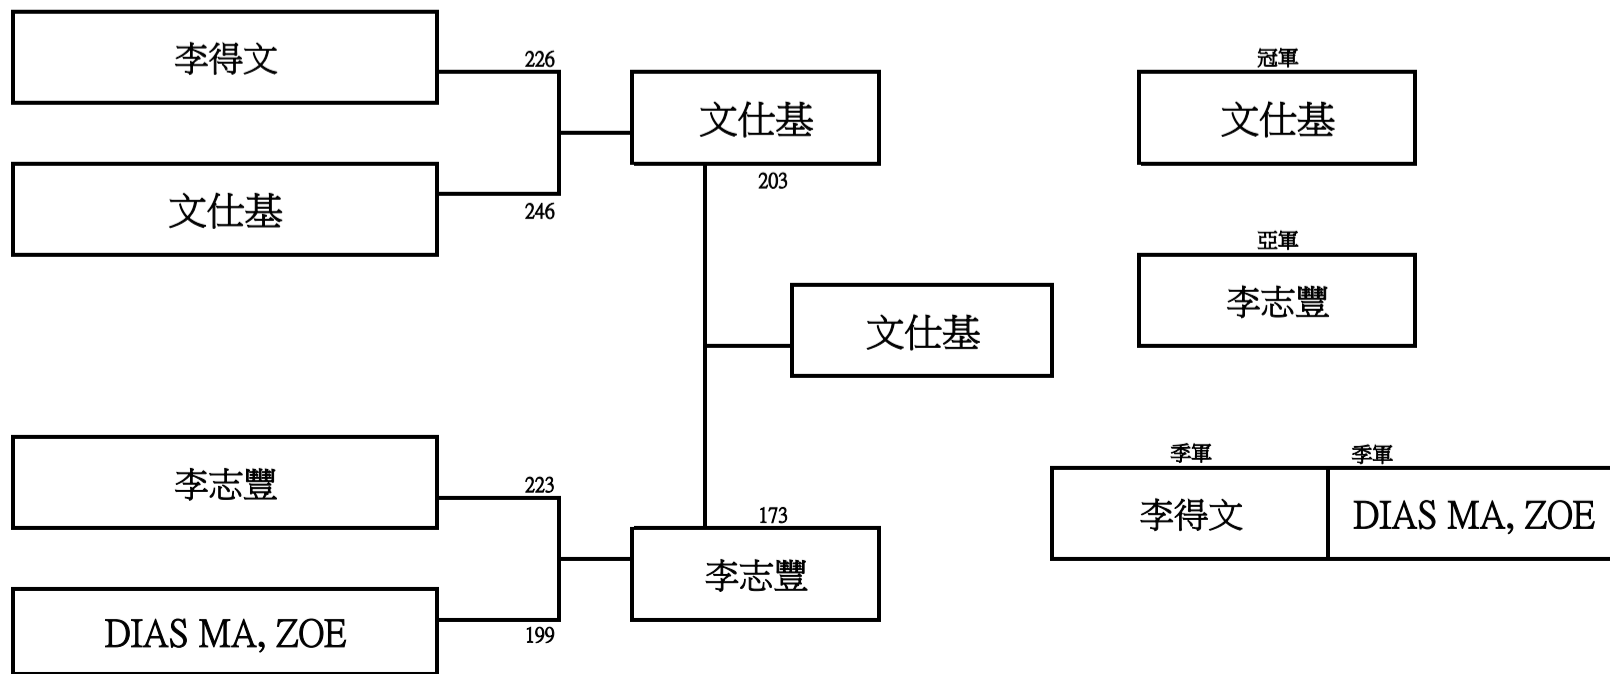 李得文
226
文仕基
246
文仕基
203
文仕基
李志豐
223
DIAS MA, ZOE
199
173
李志豐
冠軍
文仕基
亞軍
李志豐
季軍
季軍
李得文
DIAS MA, ZOE